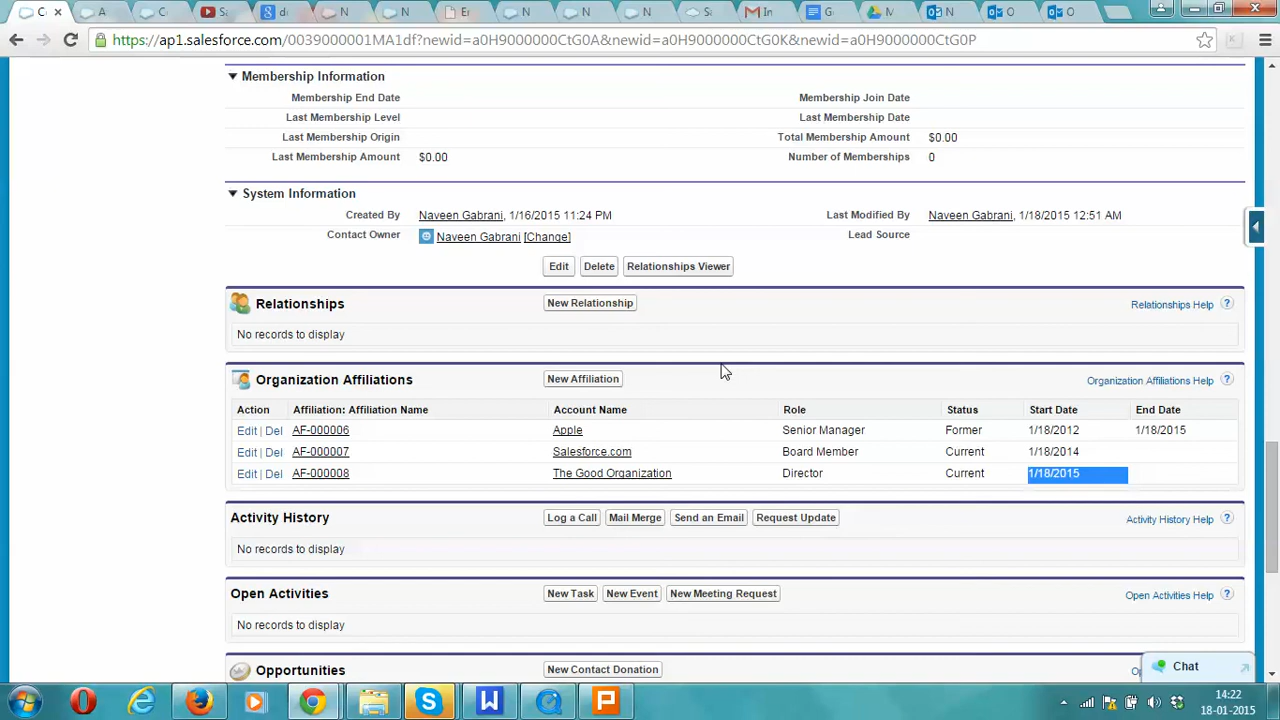 C × A C S d N N E N N N S In G M N O O
https://ap1.salesforce.com/0039000001MA1df?newid=a0H9000000CtG0A&newid=a0H9000000CtG0K&newid=a0H9000000CtG0P
Membership Information
Membership End Date Membership Join Date
Last Membership Level Last Membership Date
Last Membership Origin Total Membership Amount $0.00
Last Membership Amount $0.00 Number of Memberships 0
System Information
Created By Naveen Gabrani, 1/16/2015 11:24 PM Last Modified By Naveen Gabrani, 1/18/2015 12:51 AM
Contact Owner Naveen Gabrani [Change] Lead Source
Edit Delete Relationships Viewer
Relationships New Relationship Relationships Help ?
No records to display
Organization Affiliations New Affiliation Organization Affiliations Help ?
Action Affiliation: Affiliation Name Account Name Role Status Start Date End Date
Edit | Del AF-000006 Apple Senior Manager Former 1/18/2012 1/18/2015
Edit | Del AF-000007 Salesforce.com Board Member Current 1/18/2014
Edit | Del AF-000008 The Good Organization Director Current 1/18/2015
Activity History Log a Call Mail Merge Send an Email Request Update Activity History Help ?
No records to display
Open Activities New Task New Event New Meeting Request Open Activities Help ?
No records to display
Opportunities New Contact Donation
Chat
14:22
18-01-2015